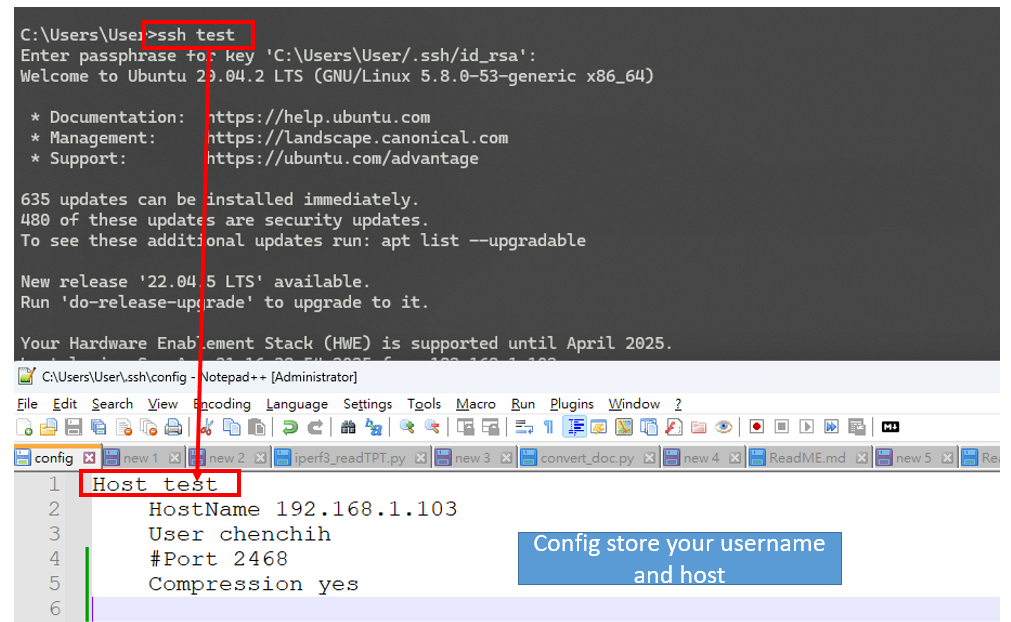 C:\Users\User>ssh test
Enter passphrase for key 'C:\Users\User/.ssh/id_rsa':
Welcome to Ubuntu 20.04.2 LTS (GNU/Linux 5.8.0-53-generic x86_64)
* Documentation: https://help.ubuntu.com
* Management: https://landscape.canonical.com
* Support: https://ubuntu.com/advantage
635 updates can be installed immediately.
480 of these updates are security updates.
To see these additional updates run: apt list --upgradable
New release '22.04.5 LTS' available.
Run 'do-release-upgrade' to upgrade to it.
Your Hardware Enablement Stack (HWE) is supported until April 2025.
C:\Users\User\.ssh\config - Notepad++ [Administrator]
File Edit Search View Encoding Language Settings Tools Macro Run Plugins Window ?
config new 1 new 2 iperf3_readTPT.py new 3 convert_doc.py new 4 ReadME.md new 5
1 Host test
2 HostName 192.168.1.103
3 User chenchih
4 #Port 2468
5 Compression yes
6
Config store your username
and host